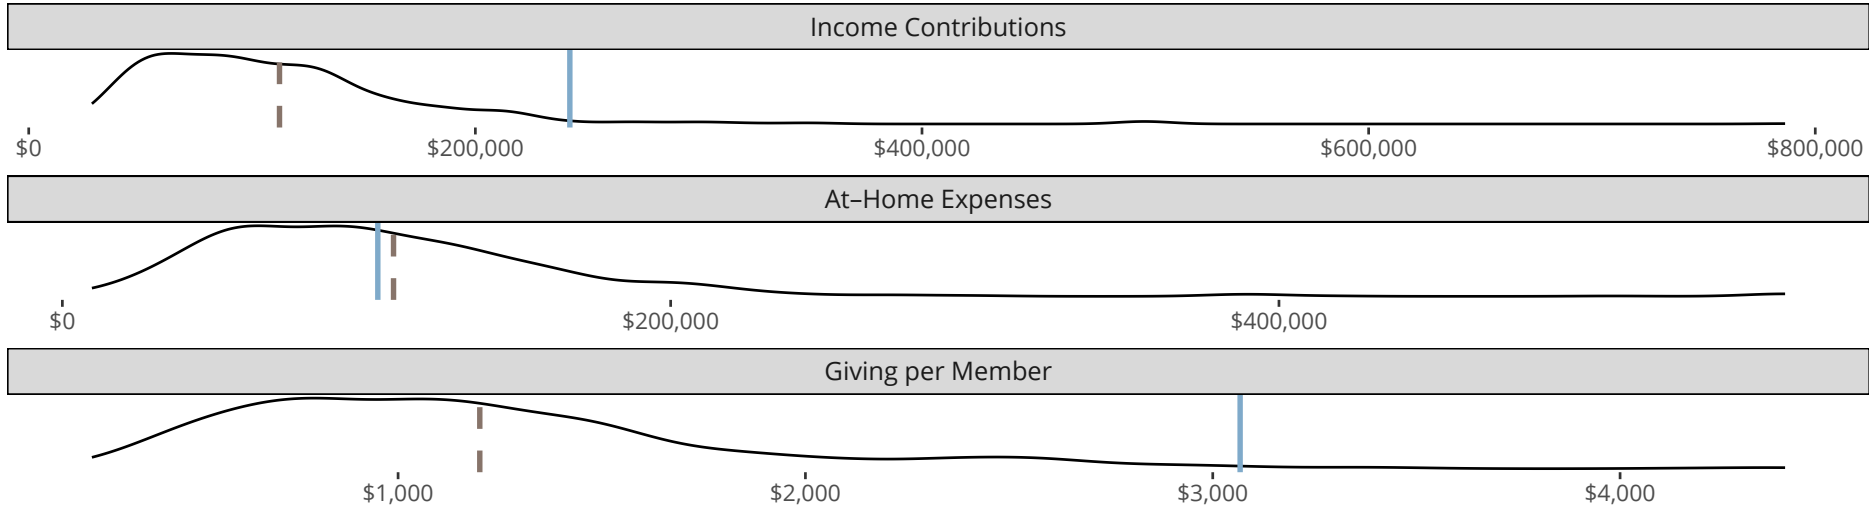 Income Contributions
$0 $200,000 $400,000 $600,000 $800,000
At–Home Expenses
$0 $200,000 $400,000
Giving per Member
$1,000 $2,000 $3,000 $4,000